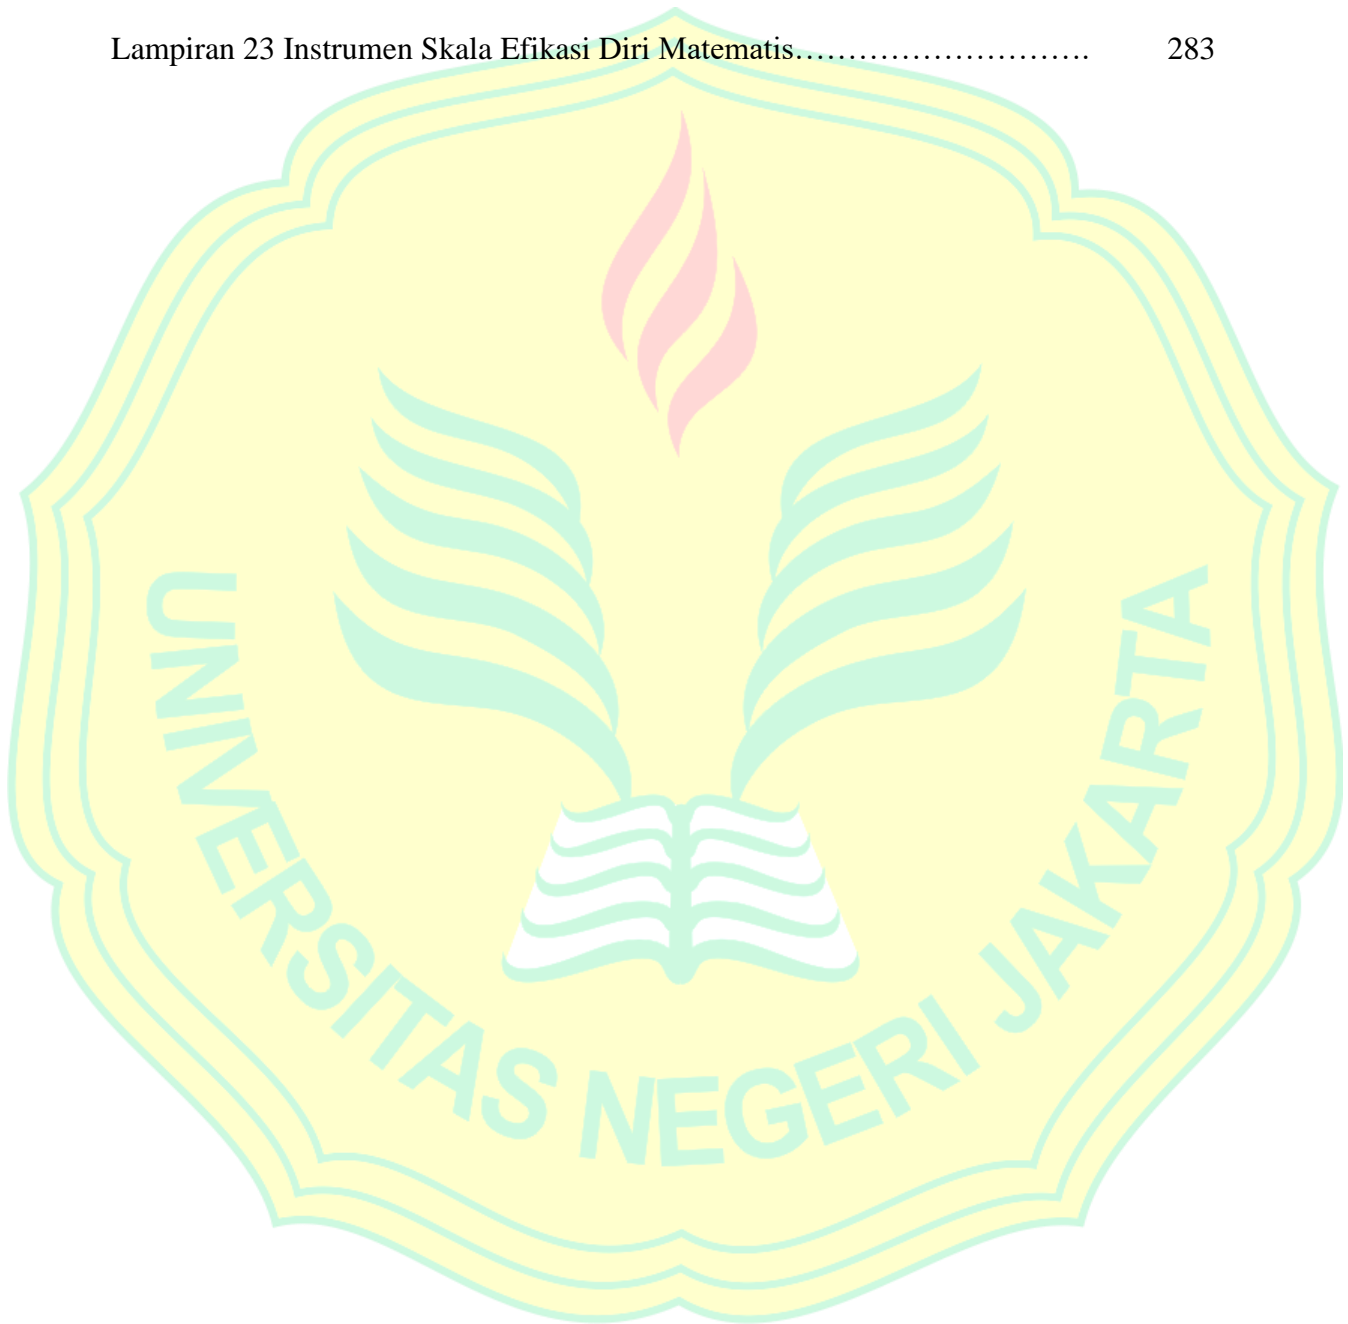 Lampiran 23 Instrumen Skala Efikasi Diri Matematis………………………. 283
UNIVERSITAS NEGERI JAKARTA